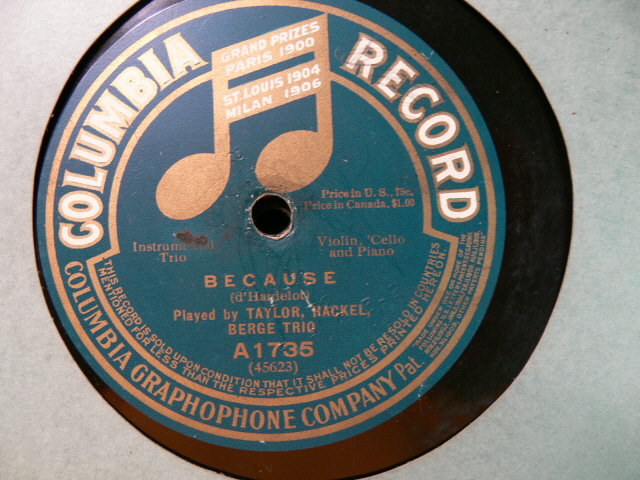 COLUMBIA RECORD
GRAND PRIZES
PARIS 1900
ST. LOUIS 1904
MILAN 1906
Price in U. S., 75c.
Price in Canada, $1.00
Instrumental
Trio
Violin, 'Cello
and Piano
BECAUSE
(d'Hardelot)
Played by TAYLOR, HACKEL,
BERGE TRIO
A1735
(45623)
THIS RECORD IS SOLD UPON CONDITION THAT IT SHALL NOT BE RESOLD IN COUNTRIES
MENTIONED FOR LESS THAN THE RESPECTIVE PRICES PRINTED HEREON.
COLUMBIA GRAPHOPHONE COMPANY Pat.